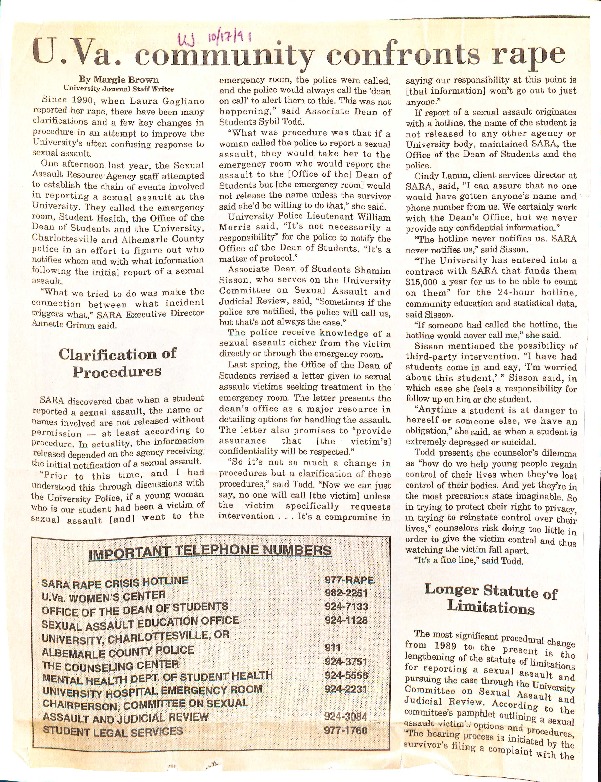 UJ 10/17/91
U.Va. community confronts rape
By Margie Brown
University Journal Staff Writer
Since 1990, when Laura Gogliano
reported her rape, there have been many
clarifications and a few key changes in
procedure in an attempt to improve the
University's often confusing response to
sexual assault.
One afternoon last year, the Sexual
Assault Resource Agency staff attempted
to establish the chain of events involved
in reporting a sexual assault at the
University. They called the emergency
room, Student Health, the Office of the
Dean of Students and the University,
Charlottesville and Albemarle County
police in an effort to figure out who
notifies whom and with what information
following the initial report of a sexual
assault.
"What we tried to do was make the
connection between what incident
triggers what," SARA Executive Director
Annette Grimm said.
Clarification of
Procedures
SARA discovered that when a student
reported a sexual assault, the name or
names involved are not released without
permission — at least according to
procedure. In actuality, the information
released depended on the agency receiving
the initial notification of a sexual assault.
"Prior to this time, and I had
understood this through discussions with
the University Police, if a young woman
who is our student had been a victim of
sexual assault [and] went to the
emergency room, the police were called,
and the police would always call the 'dean
on call' to alert them to this. This was not
happening," said Associate Dean of
Students Sybil Todd.
"What was procedure was that if a
woman called the police to report a sexual
assault, they would take her to the
emergency room who would report the
assault to the [Office of the] Dean of
Students but [the emergency room] would
not release the name unless the survivor
said she'd be willing to do that," she said.
University Police Lieutenant William
Morris said, "It's not necessarily a
responsibility" for the police to notify the
Office of the Dean of Students. "It's a
matter of protocol."
Associate Dean of Students Shamim
Sisson, who serves on the University
Committee on Sexual Assault and
Judicial Review, said, "Sometimes if the
police are notified, the police will call us,
but that's not always the case."
The police receive knowledge of a
sexual assault either from the victim
directly or through the emergency room.
Last spring, the Office of the Dean of
Students revised a letter given to sexual
assault victims seeking treatment in the
emergency room. The letter presents the
dean's office as a major resource in
detailing options for handling the assault.
The letter also promises to "provide
assurance that [the victim's]
confidentiality will be respected."
"So it's not so much a change in
procedures but a clarification of these
procedures," said Todd. "Now we can just
say, no one will call [the victim] unless
the victim specifically requests
intervention . . . It's a compromise in
saying our responsibility at this point is
[that information] won't go out to just
anyone."
If report of a sexual assault originates
with a hotline, the name of the student is
not released to any other agency or
University body, maintained SARA, the
Office of the Dean of Students and the
police.
Cindy Lamm, client services director at
SARA, said, "I can assure that no one
would have gotten anyone's name and
phone number from us. We certainly work
with the Dean's Office, but we never
provide any confidential information."
"The hotline never notifies us. SARA
never notifies us," said Sisson.
"The University has entered into a
contract with SARA that funds them
$15,000 a year for us to be able to count
on them" for the 24-hour hotline,
community education and statistical data,
said Sisson.
"If someone had called the hotline, the
hotline would never call me," she said.
Sisson mentioned the possibility of
third-party intervention. "I have had
students come in and say, 'I'm worried
about this student,' " Sisson said, in
which case she feels a responsibility for
follow up on him or the student.
"Anytime a student is at danger to
herself or someone else, we have an
obligation," she said, as when a student is
extremely depressed or suicidal.
Todd presents the counselor's dilemma
as "how do we help young people regain
control of their lives when they've lost
control of their bodies. And yet they're in
the most precarious state imaginable. So
in trying to protect their right to privacy,
in trying to reinstate control over their
lives," counselors risk doing too little in
order to give the victim control and thus
watching the victim fall apart.
"It's a fine line," said Todd.
Longer Statute of
Limitations
The most significant procedural change
from 1989 to the present is the
lengthening of the statute of limitations
for reporting a sexual assault and
pursuing the case through the University
Committee on Sexual Assault and
Judicial Review. According to the
committee's pamphlet outlining a sexual
assault victim's options and procedures,
"The hearing process is initiated by the
survivor's filing a complaint with the
IMPORTANT TELEPHONE NUMBERS
SARA RAPE CRISIS HOTLINE 977-RAPE
U.Va. WOMEN'S CENTER 982-2251
OFFICE OF THE DEAN OF STUDENTS 924-7133
SEXUAL ASSAULT EDUCATION OFFICE 924-1128
UNIVERSITY, CHARLOTTESVILLE, OR
ALBEMARLE COUNTY POLICE 911
THE COUNSELING CENTER 924-3751
MENTAL HEALTH DEPT. OF STUDENT HEALTH 924-5556
UNIVERSITY HOSPITAL EMERGENCY ROOM 924-2231
CHAIRPERSON, COMMITTEE ON SEXUAL
ASSAULT AND JUDICIAL REVIEW 924-3084
STUDENT LEGAL SERVICES 977-1760